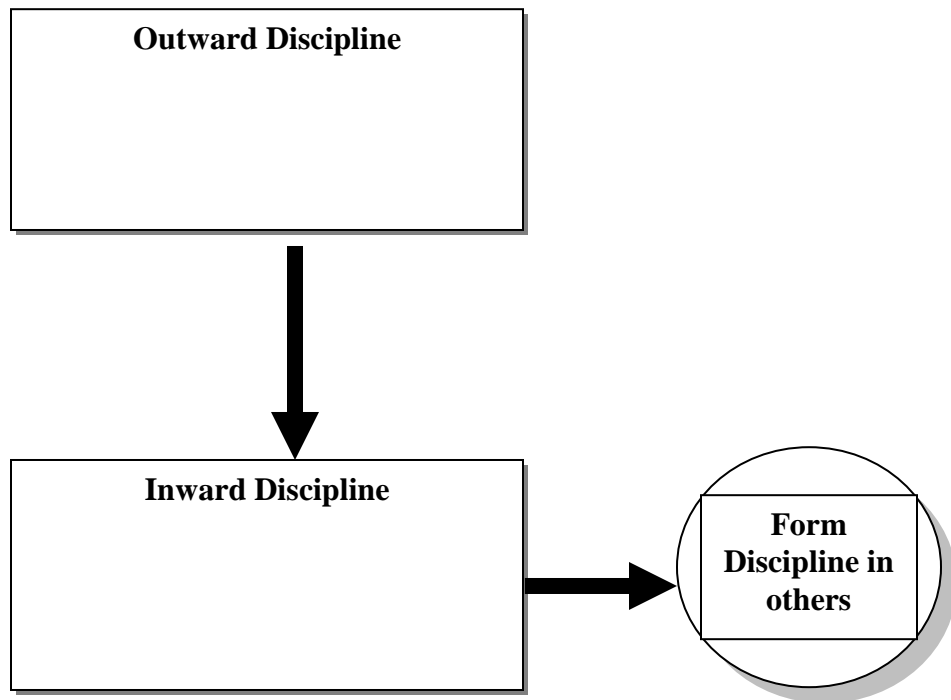 Outward Discipline
Inward Discipline
Form
Discipline in
others